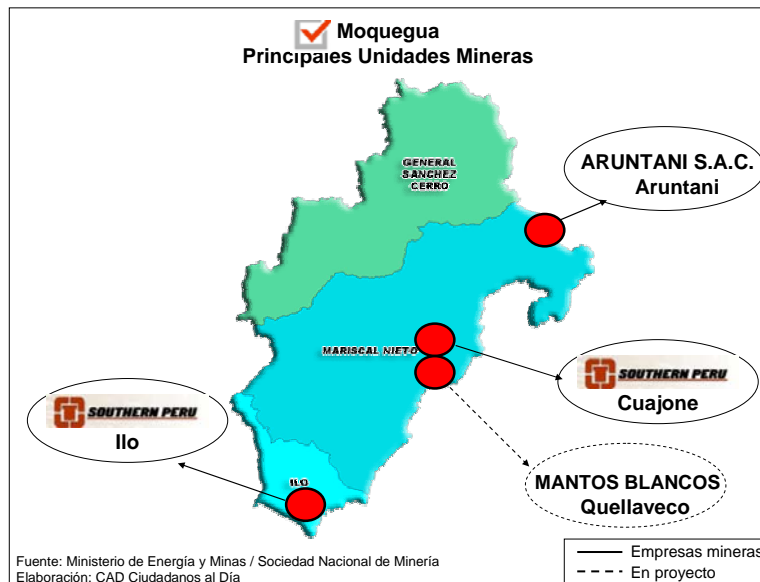 Moquegua
Principales Unidades Mineras
GENERAL
SANCHEZ
CERRO
ARUNTANI S.A.C.
Aruntani
MARISCAL NIETO
SOUTHERN PERU
Cuajone
SOUTHERN PERU
Ilo
ILO
MANTOS BLANCOS
Quellaveco
Fuente: Ministerio de Energía y Minas / Sociedad Nacional de Minería
Elaboración: CAD Ciudadanos al Día
Empresas mineras
En proyecto